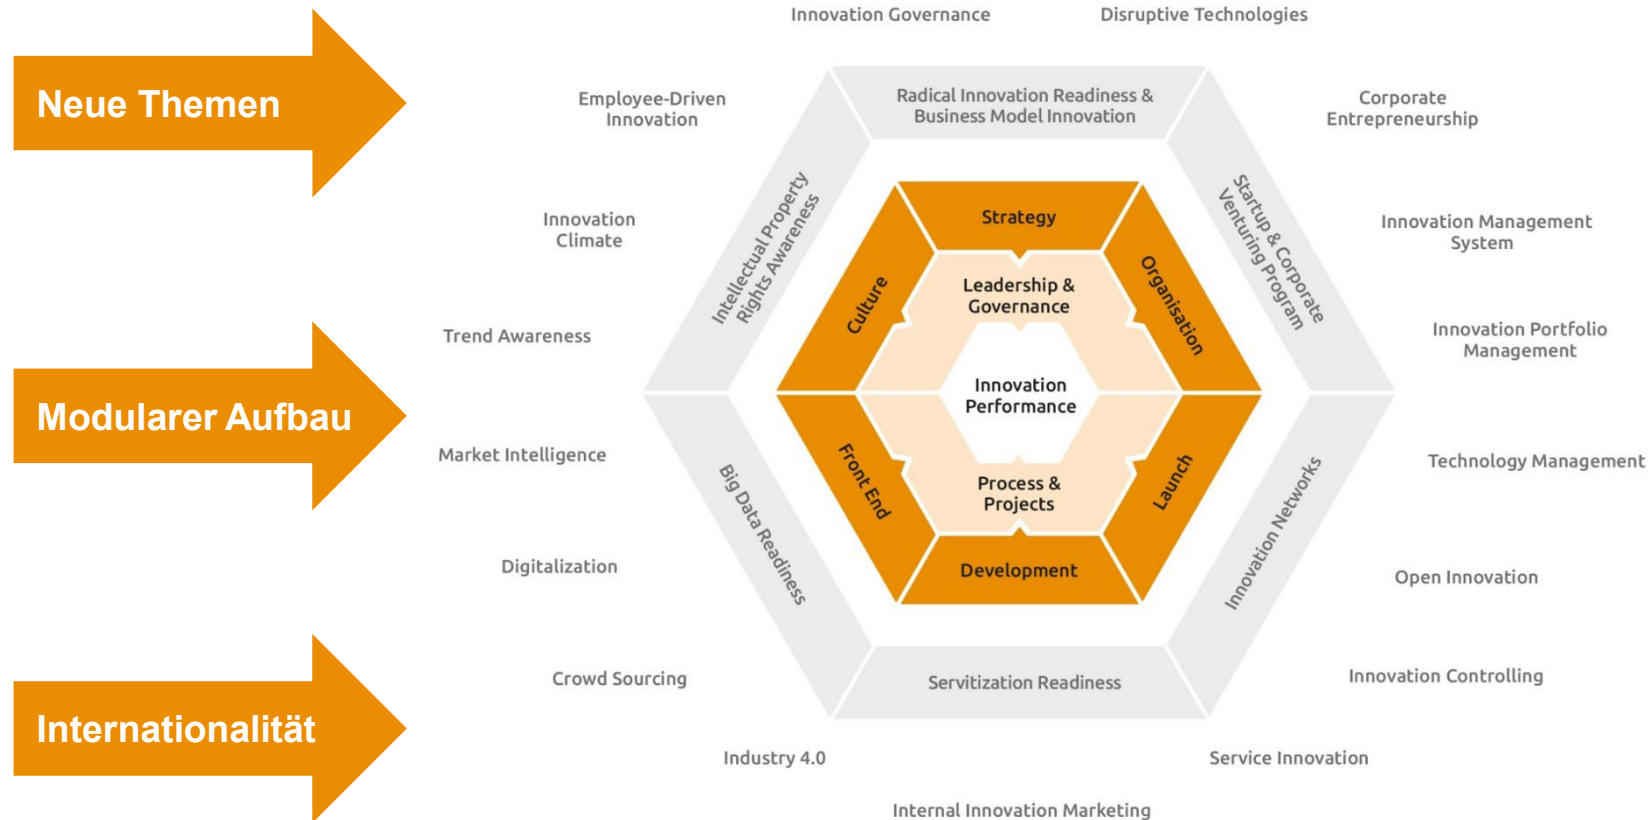 Innovation Governance
Disruptive Technologies
Neue Themen
Employee-Driven
Innovation
Radical Innovation Readiness &
Business Model Innovation
Corporate
Entrepreneurship
Intellectual Property
Rights Awareness
Startup & Corporate
Venturing Program
Innovation
Climate
Strategy
Innovation Management
System
Culture
Leadership &
Governance
Organisation
Trend Awareness
Innovation Portfolio
Management
Modularer Aufbau
Innovation
Performance
Market Intelligence
Big Data Readiness
Front End
Process &
Projects
Launch
Innovation Networks
Technology Management
Digitalization
Development
Open Innovation
Crowd Sourcing
Servitization Readiness
Innovation Controlling
Internationalität
Industry 4.0
Service Innovation
Internal Innovation Marketing